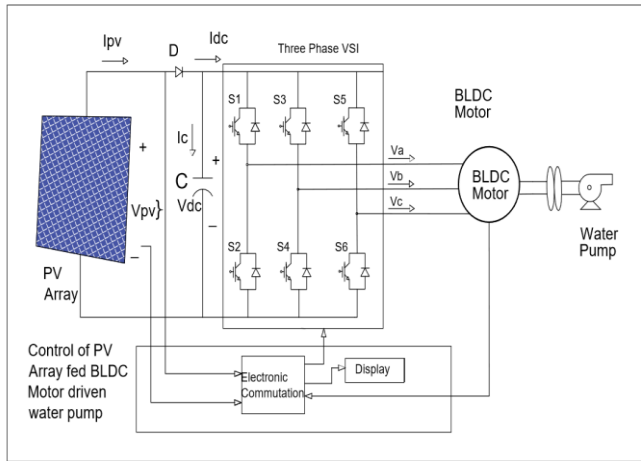 Ipv
D
Idc
Three Phase VSI
S1
S3
S5
BLDC
Motor
Ic
+
+
C
Vdc
Va
Vb
Vc
BLDC
Motor
Vpv}
–
–
S2
S4
S6
Water
Pump
PV
Array
Control of PV
Array fed BLDC
Motor driven
water pump
Electronic
Commutation
Display